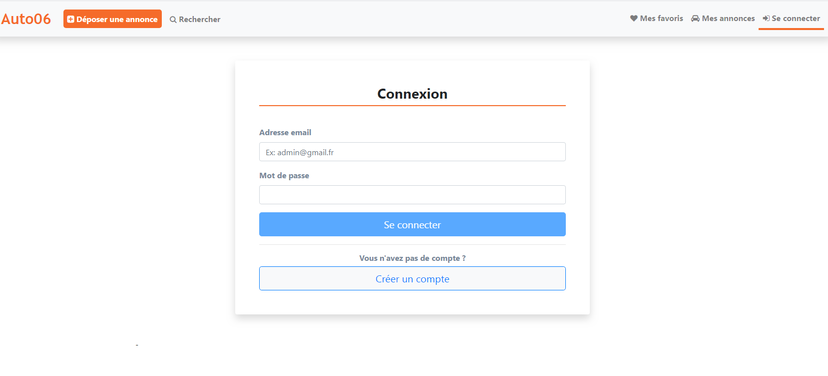 Auto06 Déposer une annonce Rechercher Mes favoris Mes annonces Se connecter
Connexion
Adresse email
Ex: admin@gmail.fr
Mot de passe
Se connecter
Vous n'avez pas de compte ?
Créer un compte